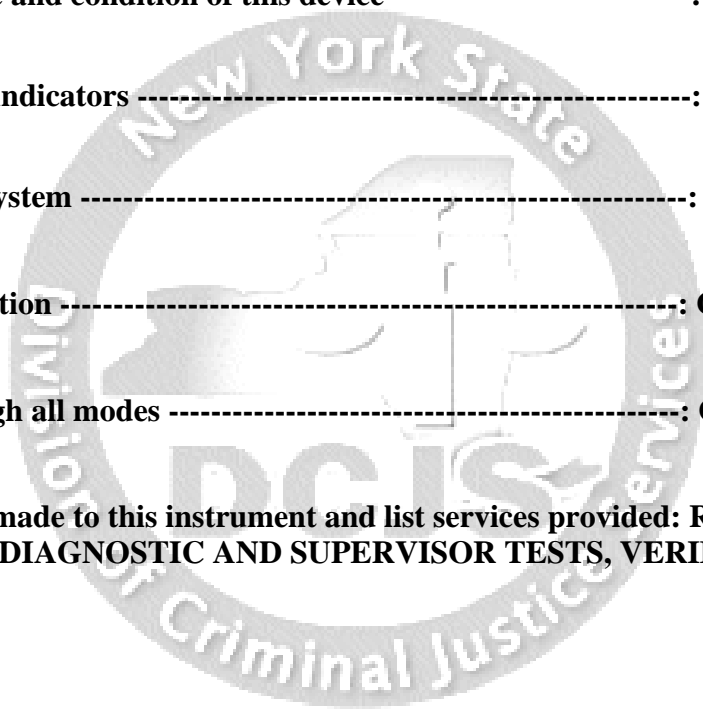 and condition of this device :
indicators ----------------------------------------------------:
ystem ---------------------------------------------------------:
tion -----------------------------------------------------------:
gh all modes ---------------------------------------------------:
made to this instrument and list services provided: R
DIAGNOSTIC AND SUPERVISOR TESTS, VERI
New York State
Division of Criminal Justice Services
DCJS